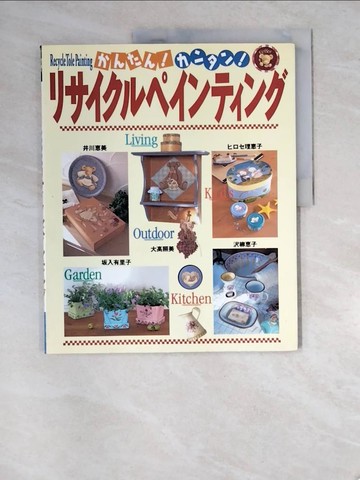 Recycle Tole Painting
かんたん！カンタン！
リサイクルペインティング
Living
井川恵美
ヒロセ理恵子
Outdoor
大高順美
沢柳恵子
坂入有里子
Garden
Kitchen